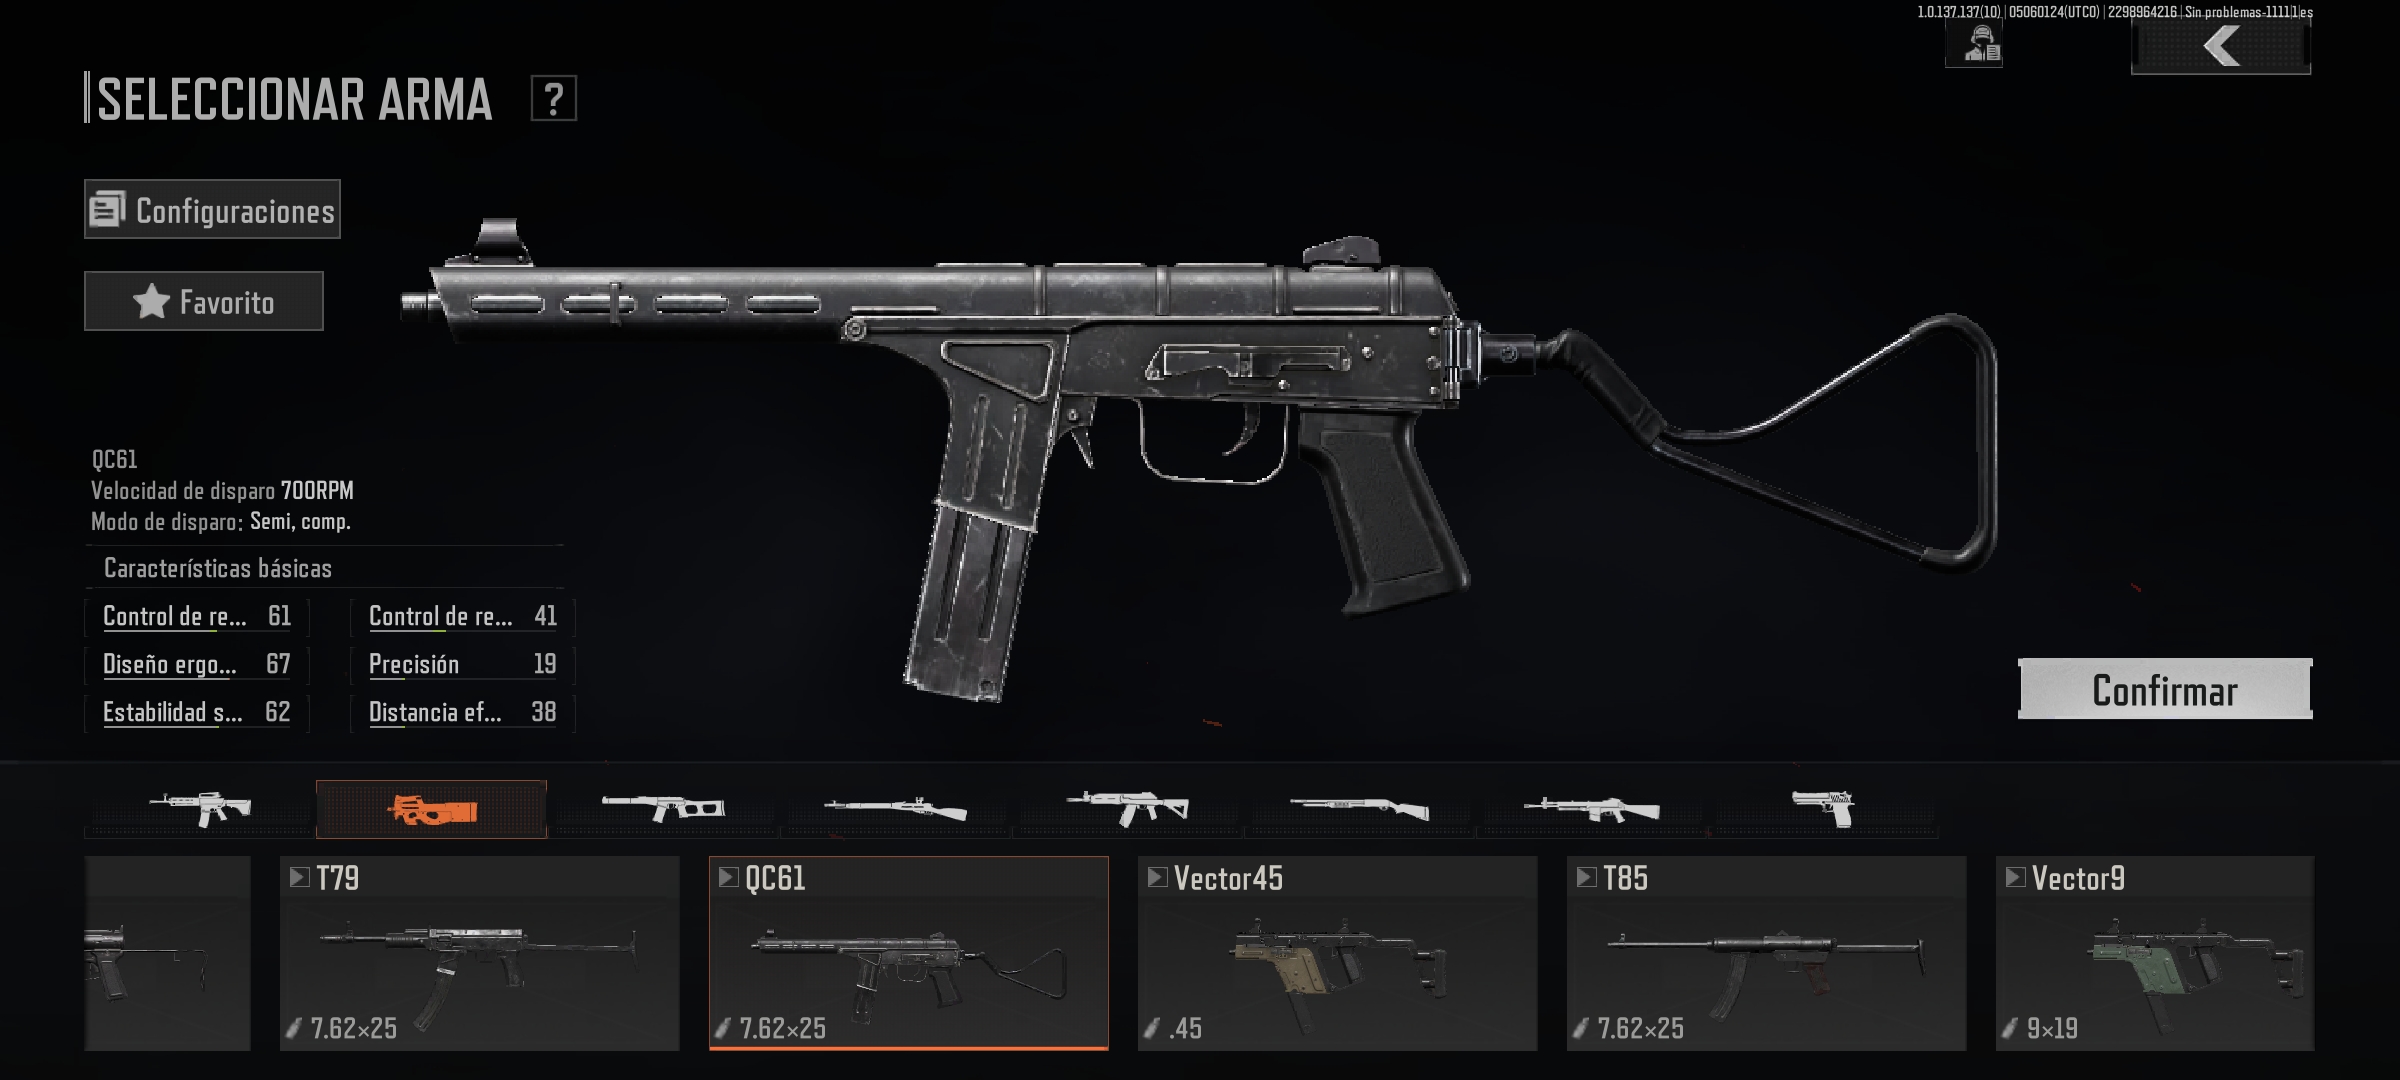 1.0.137.137(10) | 05060124(UTC0) | 2298964216 | Sin problemas-1111|1|es
SELECCIONAR ARMA ?
Configuraciones
Favorito
QC61
Velocidad de disparo 700RPM
Modo de disparo: Semi, comp.
Características básicas
Control de re... 61 Control de re... 41
Diseño ergo... 67 Precisión 19
Estabilidad s... 62 Distancia ef... 38
Confirmar
T79 QC61 Vector45 T85 Vector9
7.62×25 7.62×25 .45 7.62×25 9×19